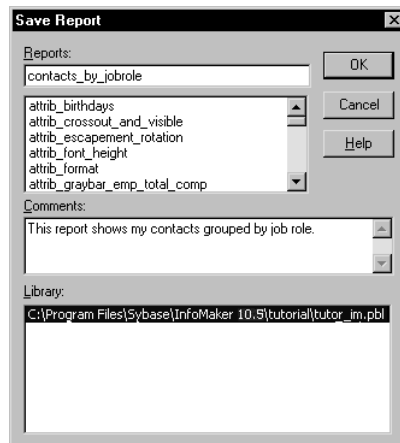 Save Report
Reports:
contacts_by_jobrole
OK
attrib_birthdays
attrib_crossout_and_visible
attrib_escapement_rotation
attrib_font_height
attrib_format
attrib_graybar_emp_total_comp
Cancel
Help
Comments:
This report shows my contacts grouped by job role.
Library:
C:\Program Files\Sybase\InfoMaker 10.5\tutorial\tutor_im.pbl